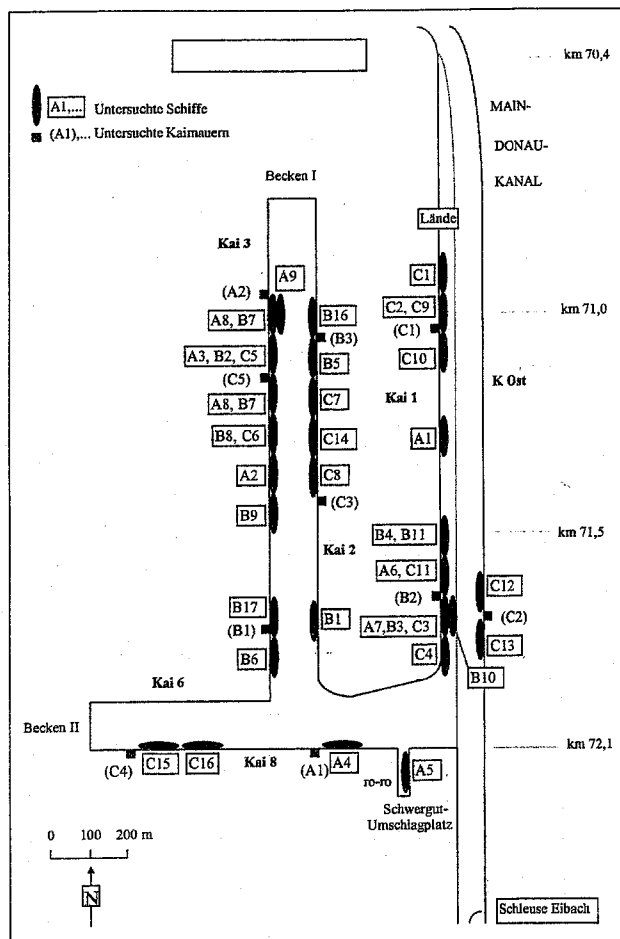 km 70,4
A1,... Untersuchte Schiffe
(A1),... Untersuchte Kaimauern
MAIN-
DONAU-
KANAL
Becken I
Lände
Kai 3
A9
C1
(A2)
C2, C9
A8, B7
B16
km 71,0
(C1)
(B3)
A3, B2, C5
B5
C10
(C5)
K Ost
A8, B7
C7
Kai 1
B8, C6
C14
A1
A2
C8
(C3)
B9
B4, B11
km 71,5
Kai 2
A6, C11
C12
B17
(B2)
(B1)
B1
A7,B3, C3
(C2)
B6
C4
C13
Kai 6
B10
Becken II
km 72,1
(C4)
C15
C16
Kai 8
(A1)
A4
ro-ro
A5
Schwergut-
Umschlagplatz
0 100 200 m
N
Schleuse Eibach